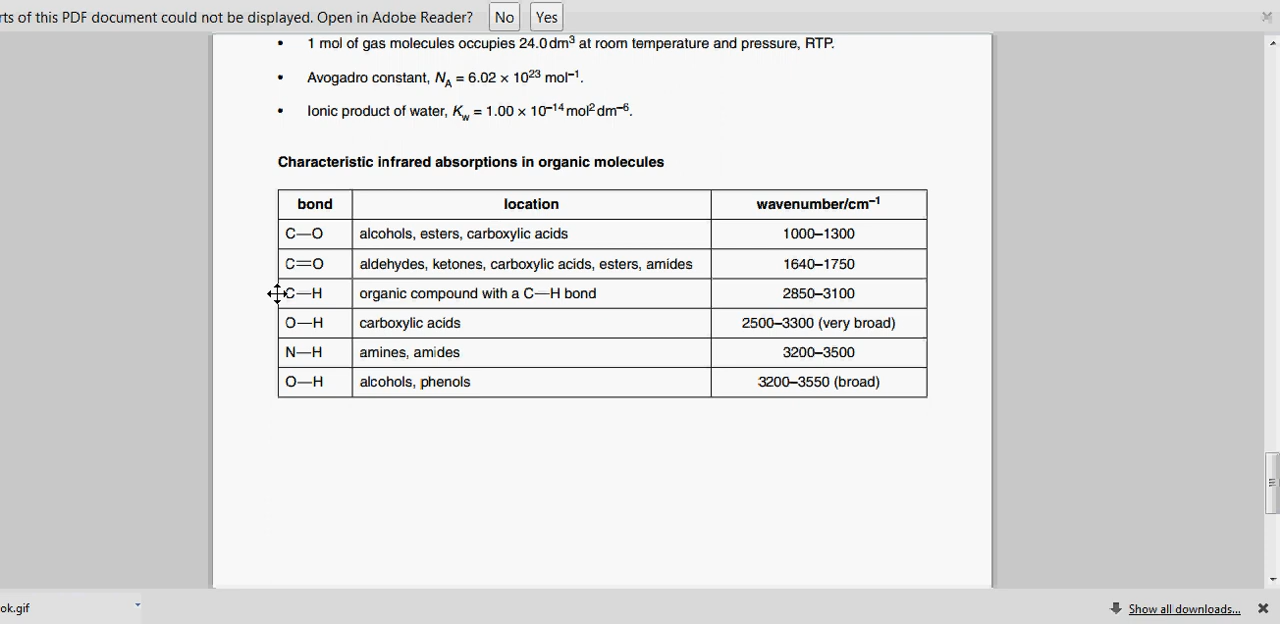 rts of this PDF document could not be displayed. Open in Adobe Reader? No Yes
• 1 mol of gas molecules occupies 24.0 dm³ at room temperature and pressure, RTP.
• Avogadro constant, N_A = 6.02 × 10²³ mol⁻¹.
• Ionic product of water, K_w = 1.00 × 10⁻¹⁴ mol² dm⁻⁶.
Characteristic infrared absorptions in organic molecules
bond location wavenumber/cm⁻¹
C—O alcohols, esters, carboxylic acids 1000–1300
C=O aldehydes, ketones, carboxylic acids, esters, amides 1640–1750
C—H organic compound with a C—H bond 2850–3100
O—H carboxylic acids 2500–3300 (very broad)
N—H amines, amides 3200–3500
O—H alcohols, phenols 3200–3550 (broad)
ok.gif Show all downloads...